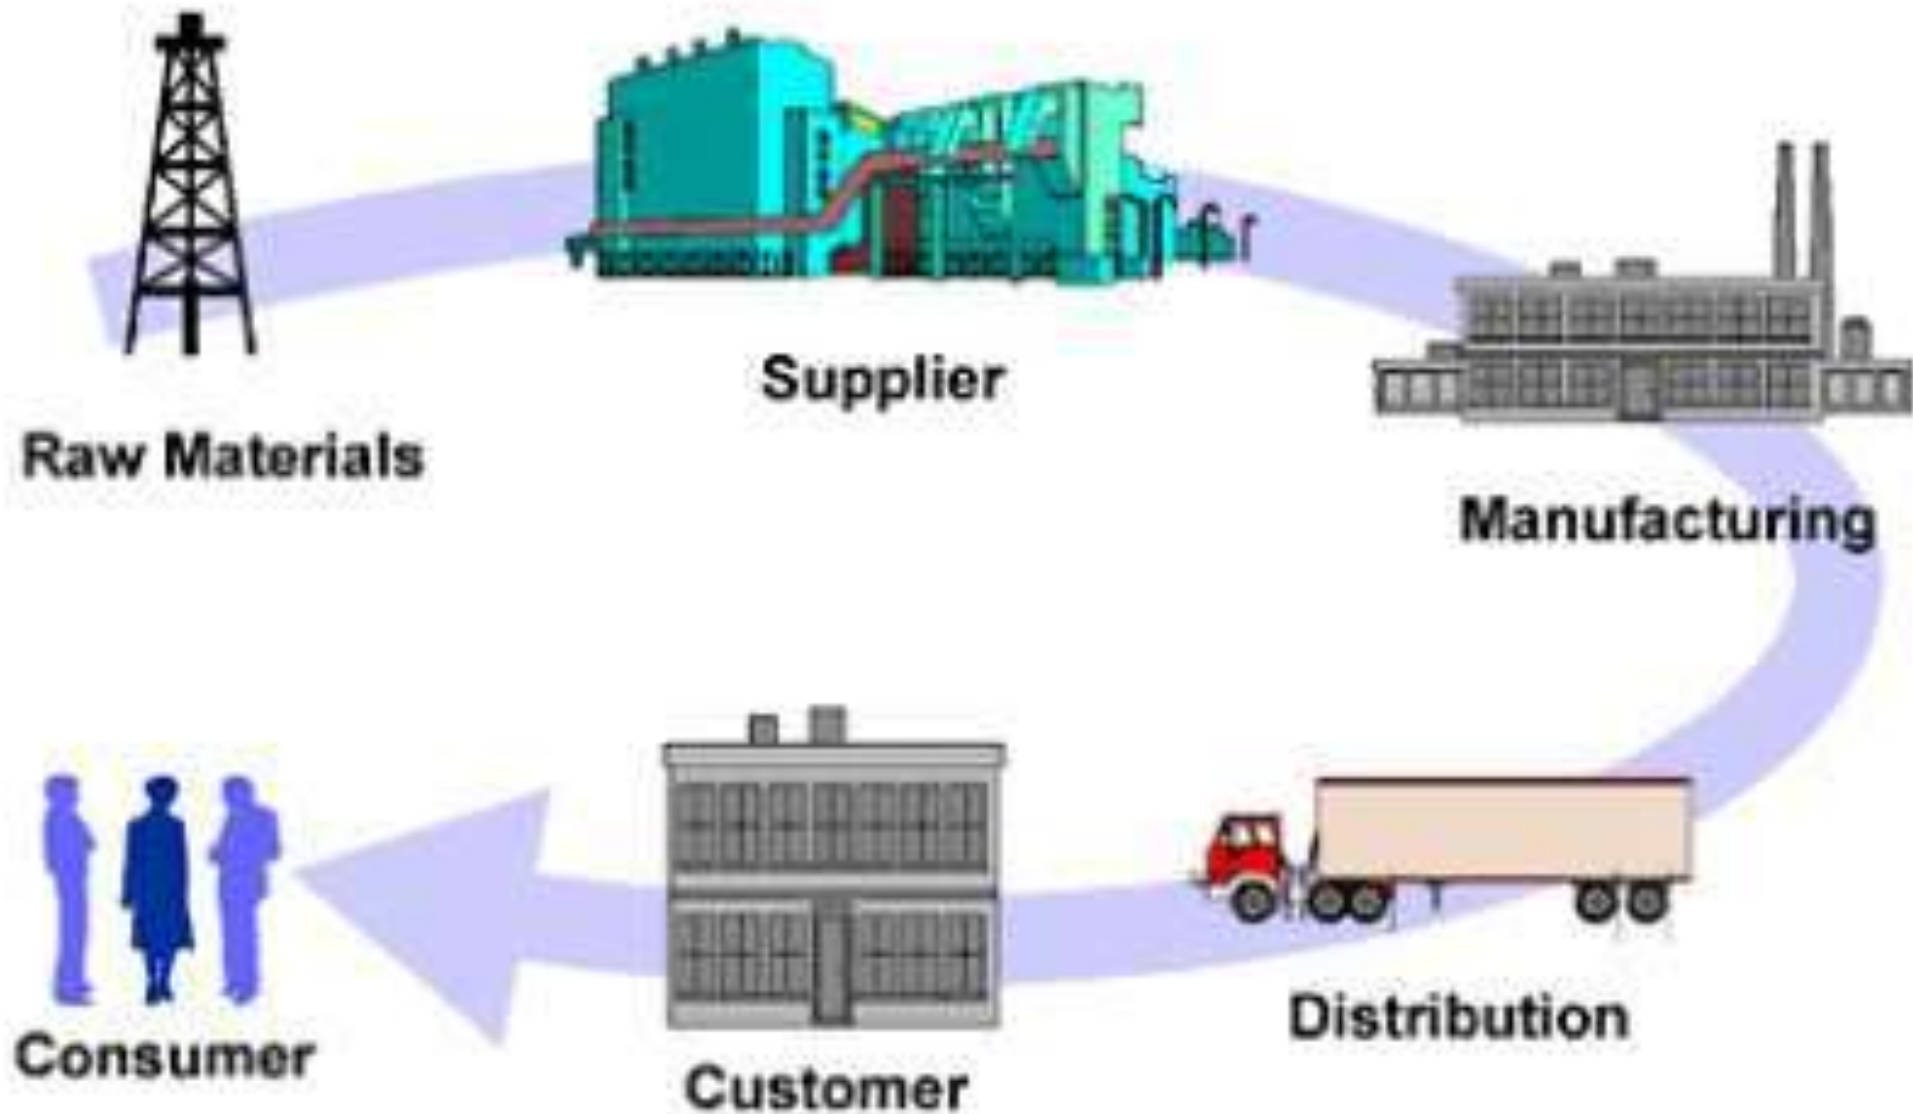 Raw Materials
Supplier
Manufacturing
Distribution
Customer
Consumer